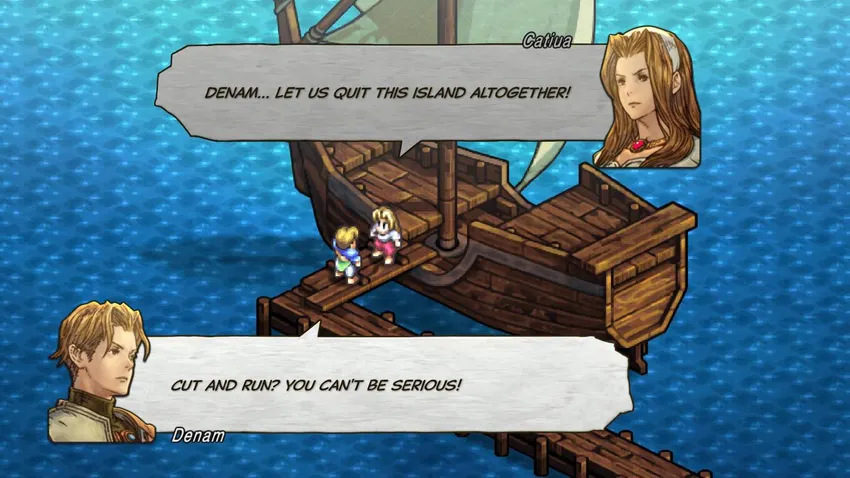 Catiua
DENAM... LET US QUIT THIS ISLAND ALTOGETHER!
CUT AND RUN? YOU CAN'T BE SERIOUS!
Denam